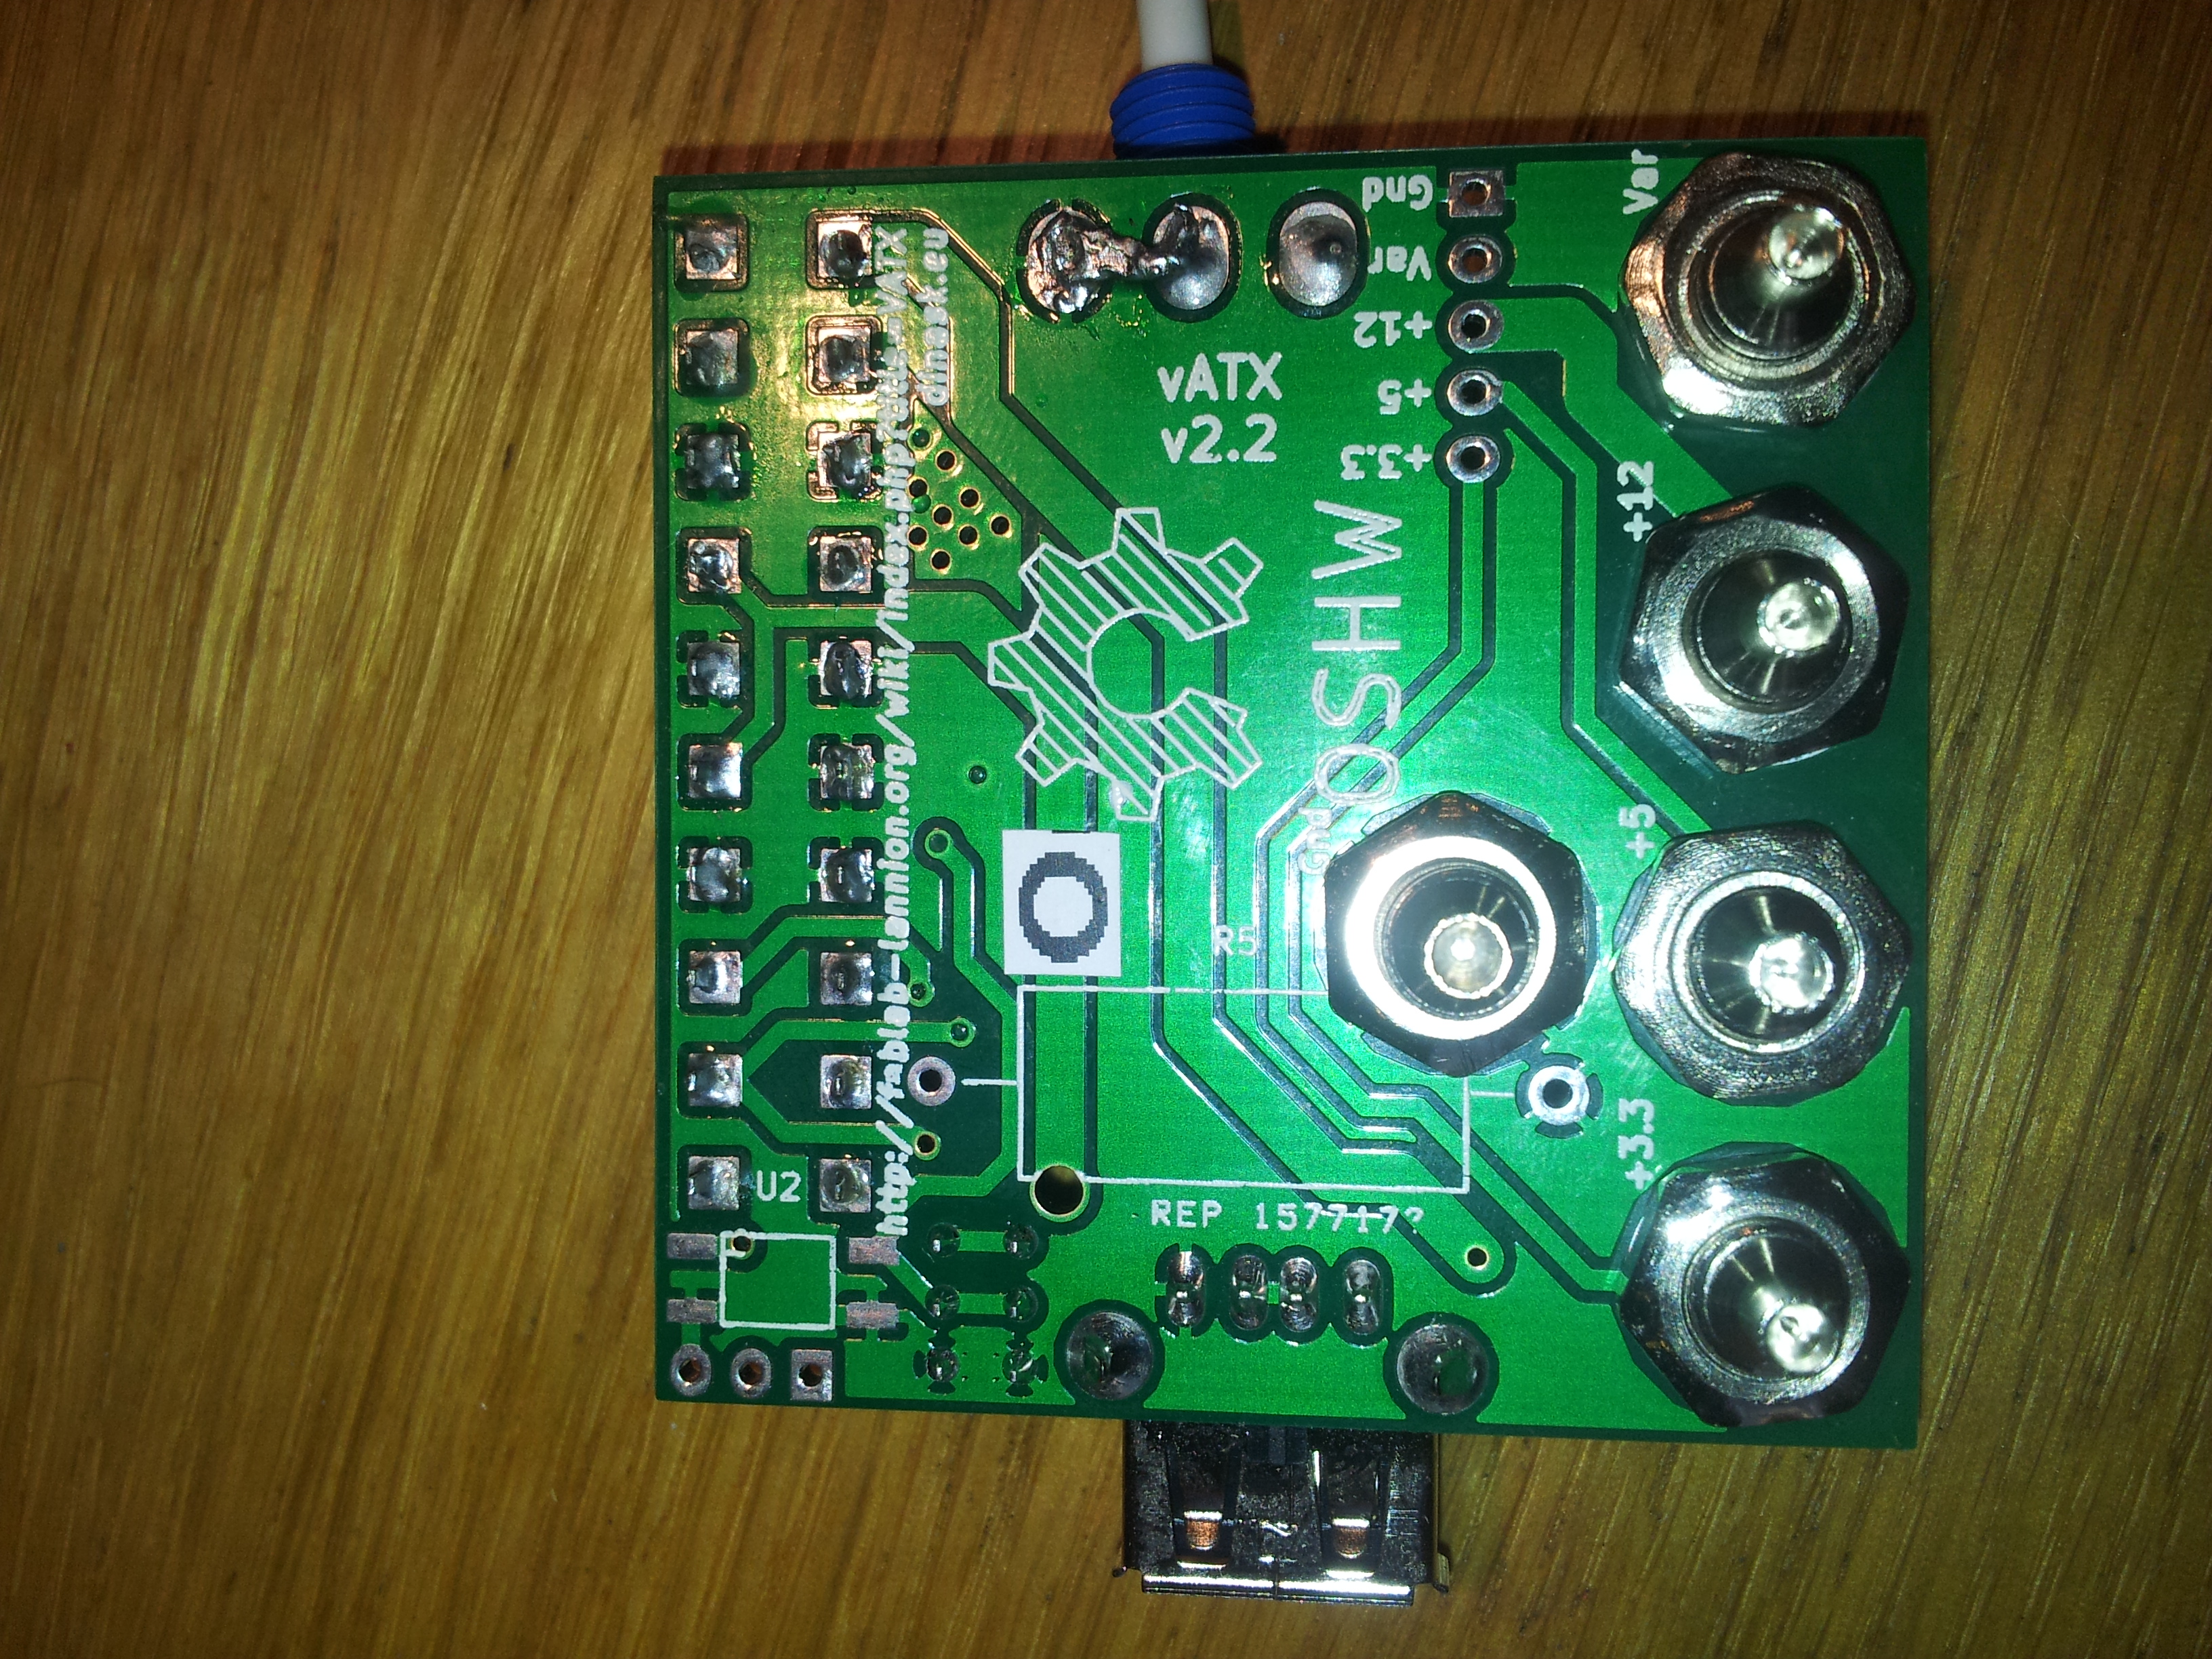 U2
http://fablab-lannion.org/wiki/index.php?title=VATX
dinask.eu
REP
R5
vATX
v2.2
Gnd
OSHW
+3.3
+5
+12
Var
Gnd
+3.3
+5
+12
Var